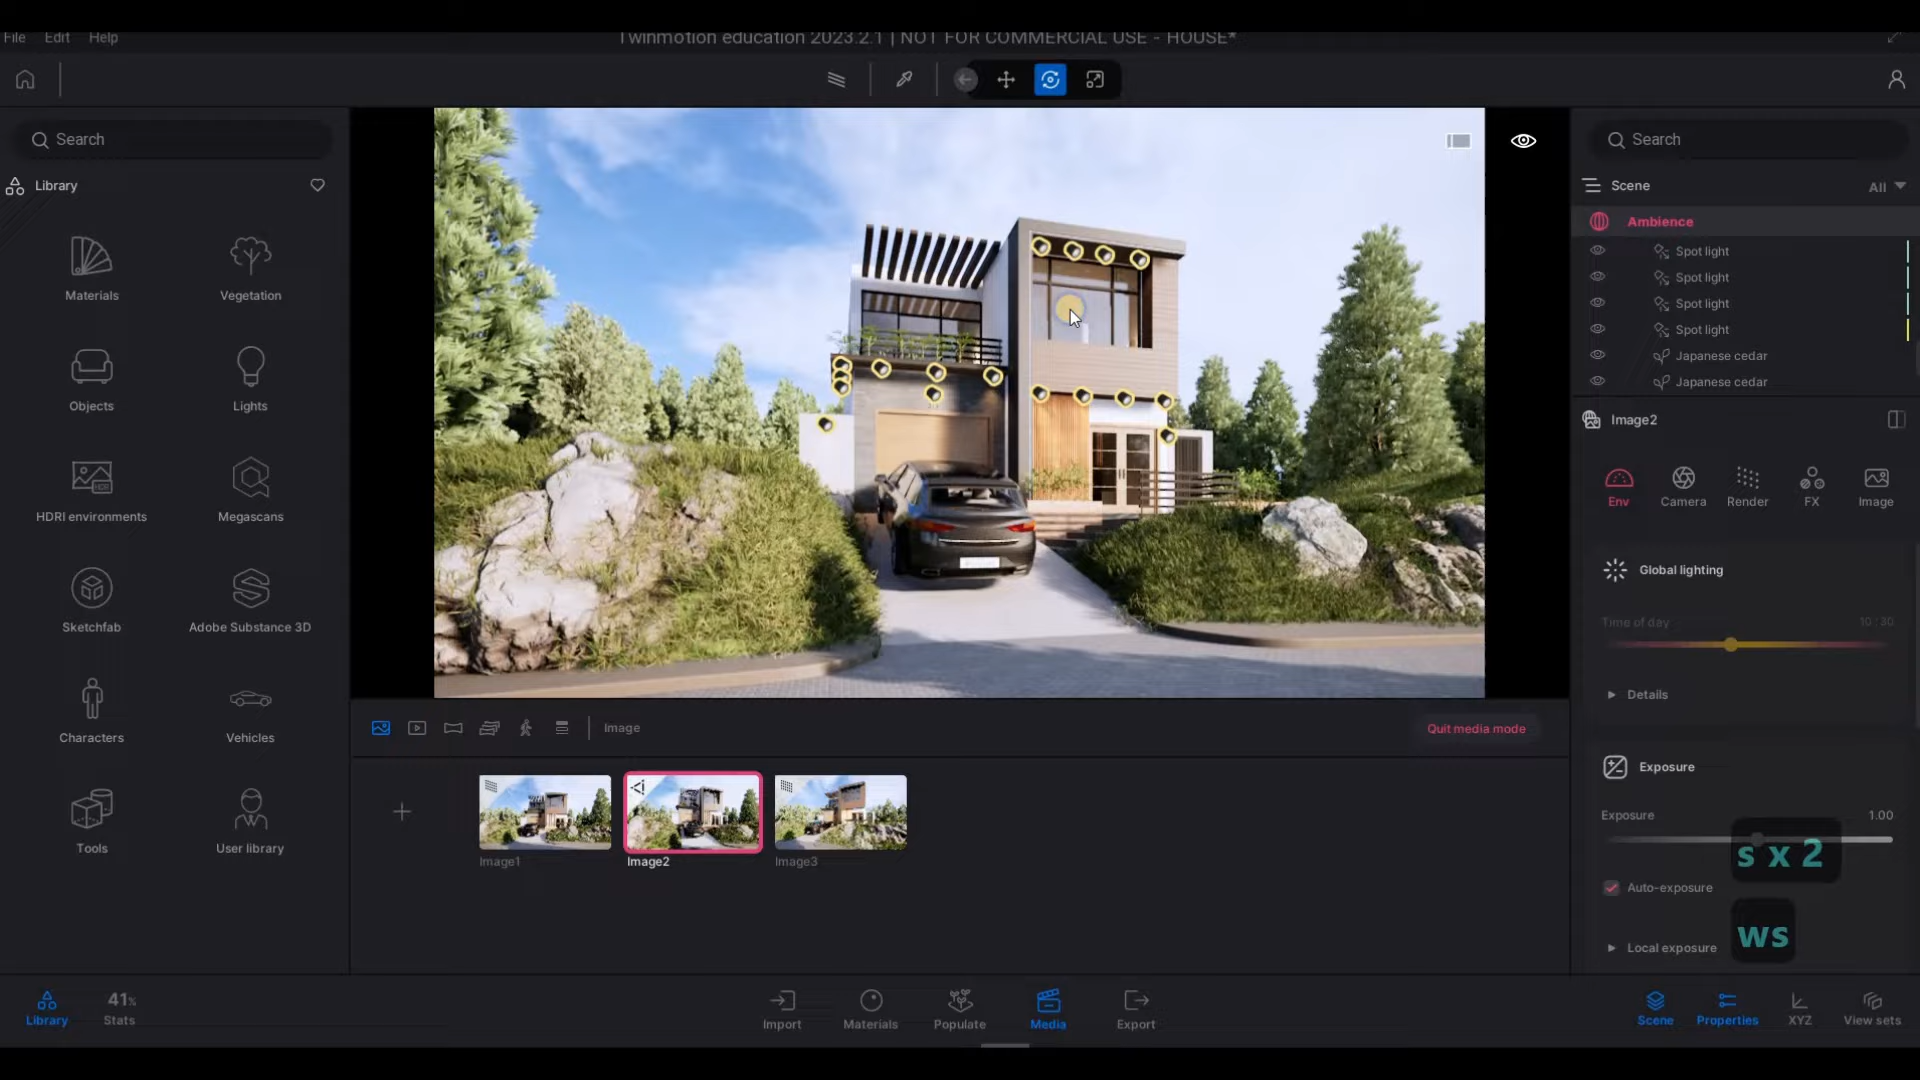 File Edit Help
Twinmotion education 2023.2.1 | NOT FOR COMMERCIAL USE - HOUSE*
Search
Library
Materials Vegetation
Objects Lights
HDRI environments Megascans
Sketchfab Adobe Substance 3D
Characters Vehicles
Tools User library
Search
Scene All
Ambience
Spot light
Spot light
Spot light
Spot light
Japanese cedar
Japanese cedar
Image2
Env Camera Render FX Image
Global lighting
Time of day 10:30
Details
Exposure
Exposure 1.00
s x 2
Auto-exposure
ws
Local exposure
Image
Quit media mode
Image1 Image2 Image3
Library
41%
Stats
Import Materials Populate Media Export
Scene Properties XYZ View sets